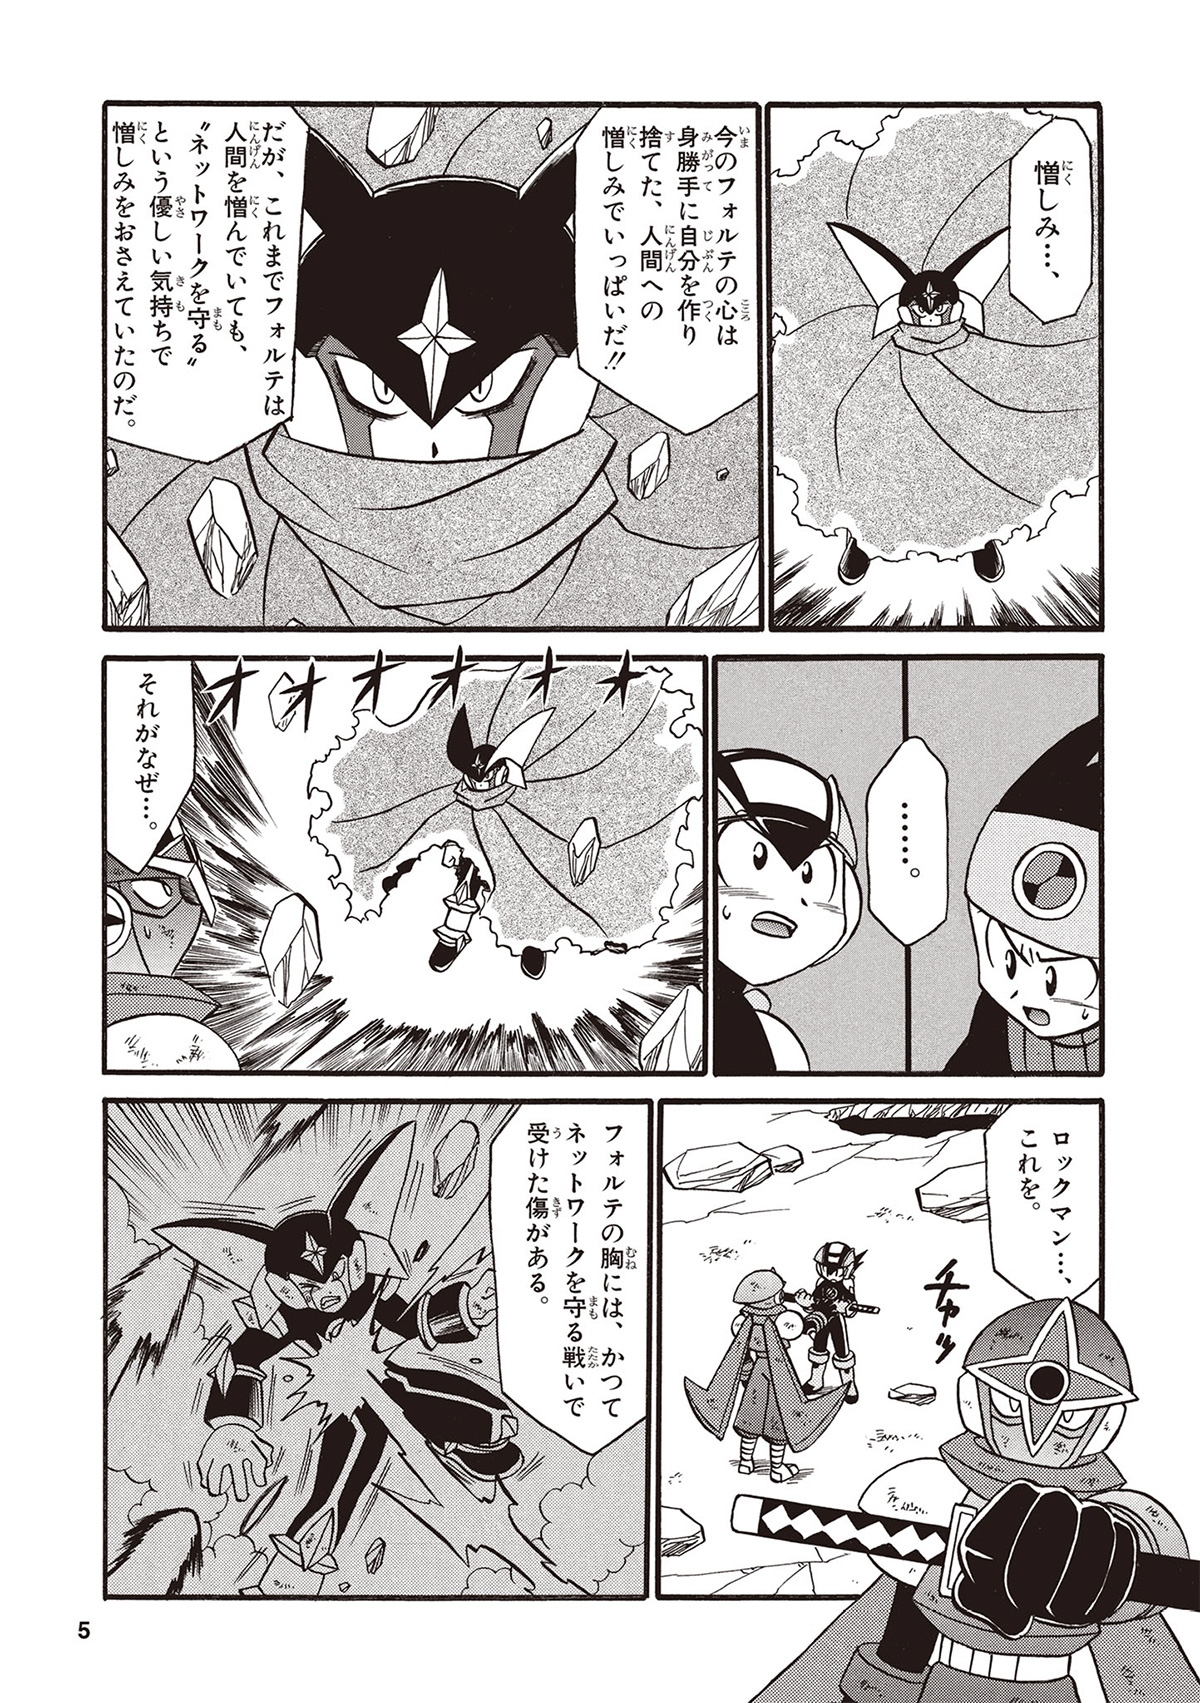 憎しみ…、
今のフォルテの心は
身勝手に自分を作り
捨てた、人間への
憎しみでいっぱいだ!!
だが、これまでフォルテは
人間を憎んでいても、
〝ネットワークを守る〟
という優しい気持ちで
憎しみをおさえていたのだ。
……。
オオオオオオ
それがなぜ…。
ロックマン…、
これを。
チャッ
フォルテの胸には、かつて
ネットワークを守る戦いで
受けた傷がある。
5